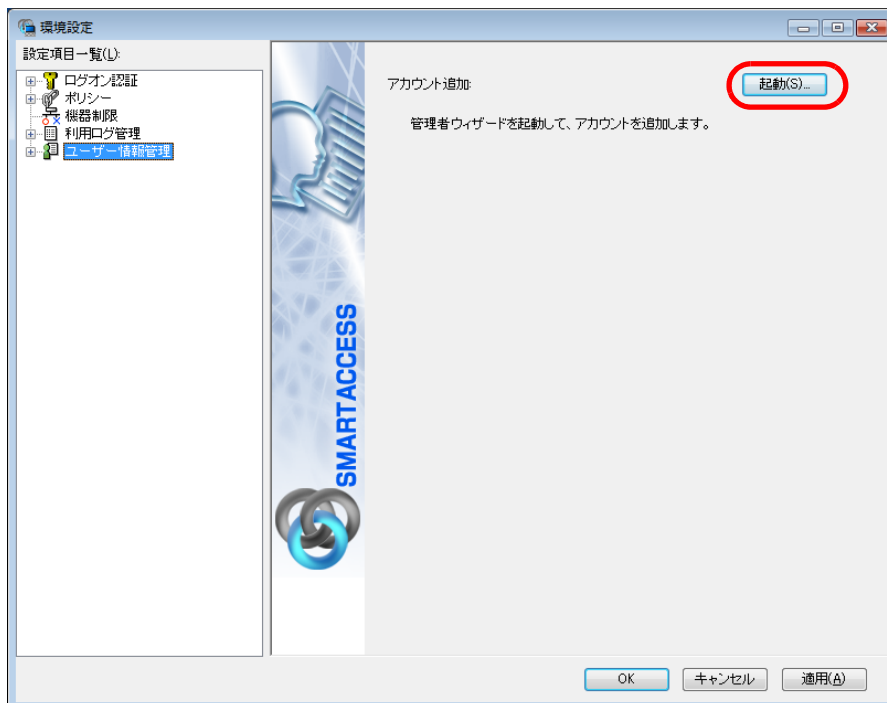 環境設定
設定項目一覧(L):
ログオン認証
ポリシー
機器制限
利用ログ管理
ユーザー情報管理
アカウント追加:
起動(S)...
管理者ウィザードを起動して、アカウントを追加します。
SMARTACCESS
OK
キャンセル
適用(A)